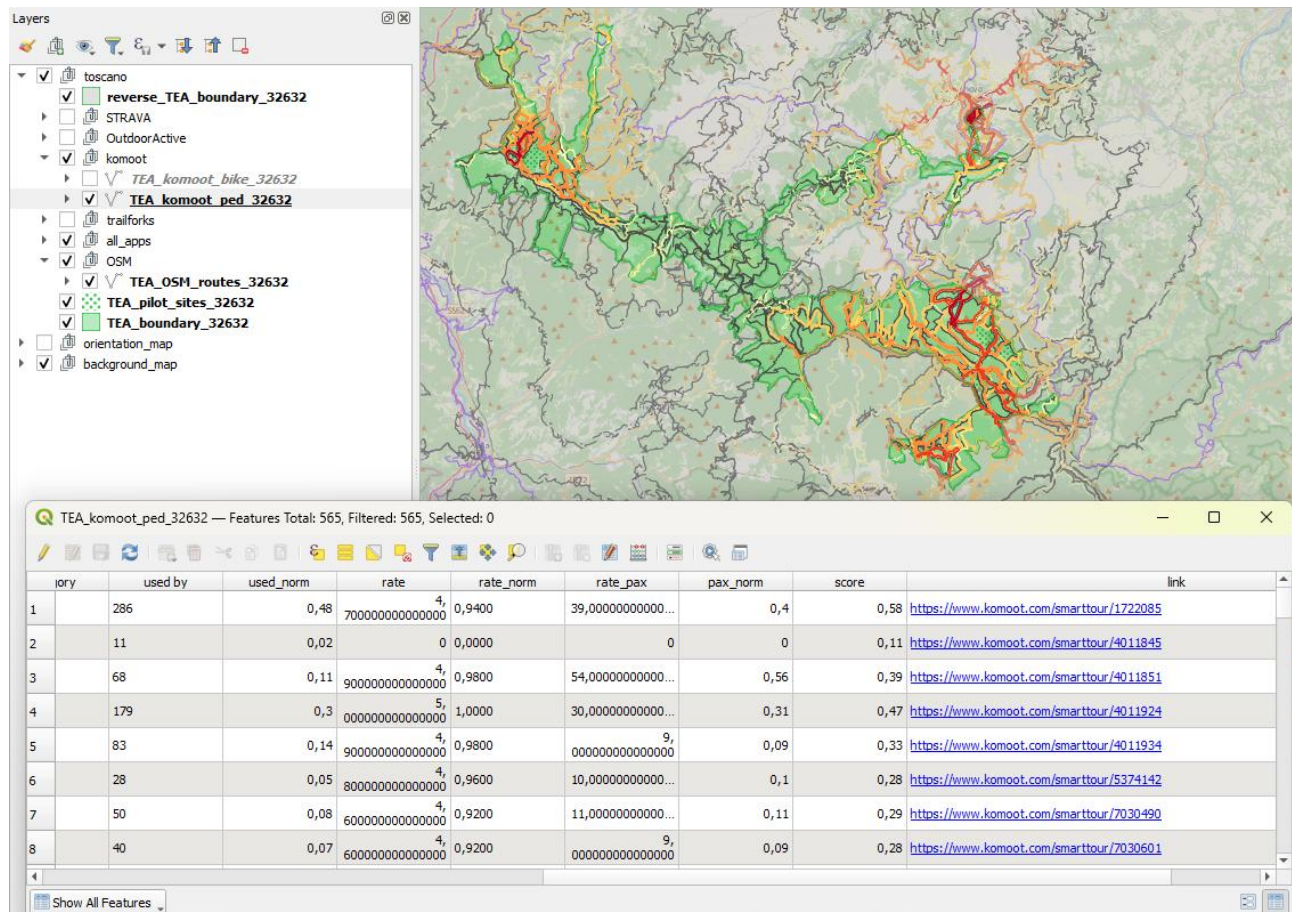 Layers
toscano
reverse_TEA_boundary_32632
STRAVA
OutdoorActive
komoot
TEA_komoot_bike_32632
TEA_komoot_ped_32632
trailforks
all_apps
OSM
TEA_OSM_routes_32632
TEA_pilot_sites_32632
TEA_boundary_32632
orientation_map
background_map
TEA_komoot_ped_32632 — Features Total: 565, Filtered: 565, Selected: 0
jory used by used_norm rate rate_norm rate_pax pax_norm score link
1 286 0,48 4,700000000000000 0,9400 39,00000000000... 0,4 0,58 https://www.komoot.com/smarttour/1722085
2 11 0,02 0 0,0000 0 0 0,11 https://www.komoot.com/smarttour/4011845
3 68 0,11 4,900000000000000 0,9800 54,00000000000... 0,56 0,39 https://www.komoot.com/smarttour/4011851
4 179 0,3 5,000000000000000 1,0000 30,00000000000... 0,31 0,47 https://www.komoot.com/smarttour/4011924
5 83 0,14 4,900000000000000 0,9800 9,000000000000000 0,09 0,33 https://www.komoot.com/smarttour/4011934
6 28 0,05 4,800000000000000 0,9600 10,00000000000... 0,1 0,28 https://www.komoot.com/smarttour/5374142
7 50 0,08 4,600000000000000 0,9200 11,00000000000... 0,11 0,29 https://www.komoot.com/smarttour/7030490
8 40 0,07 4,600000000000000 0,9200 9,000000000000000 0,09 0,28 https://www.komoot.com/smarttour/7030601
Show All Features